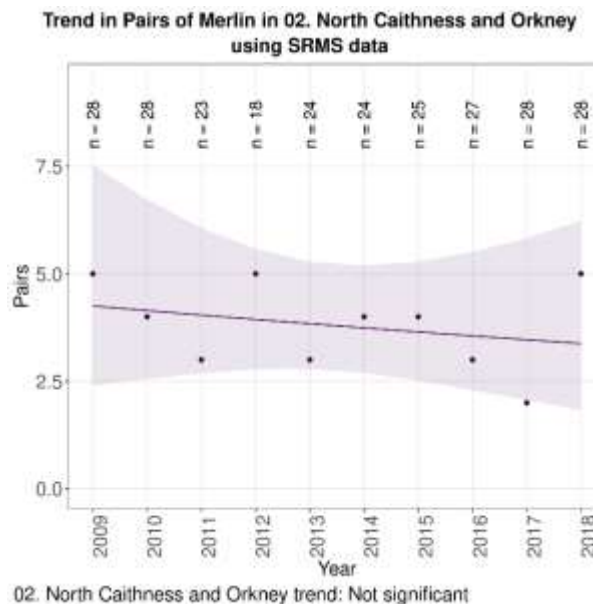 Trend in Pairs of Merlin in 02. North Caithness and Orkney
using SRMS data
n = 28
n = 28
n = 23
n = 18
n = 24
n = 24
n = 25
n = 27
n = 28
n = 28
7.5
5.0
2.5
0.0
Pairs
2009
2010
2011
2012
2013
2014
2015
2016
2017
2018
Year
02. North Caithness and Orkney trend: Not significant